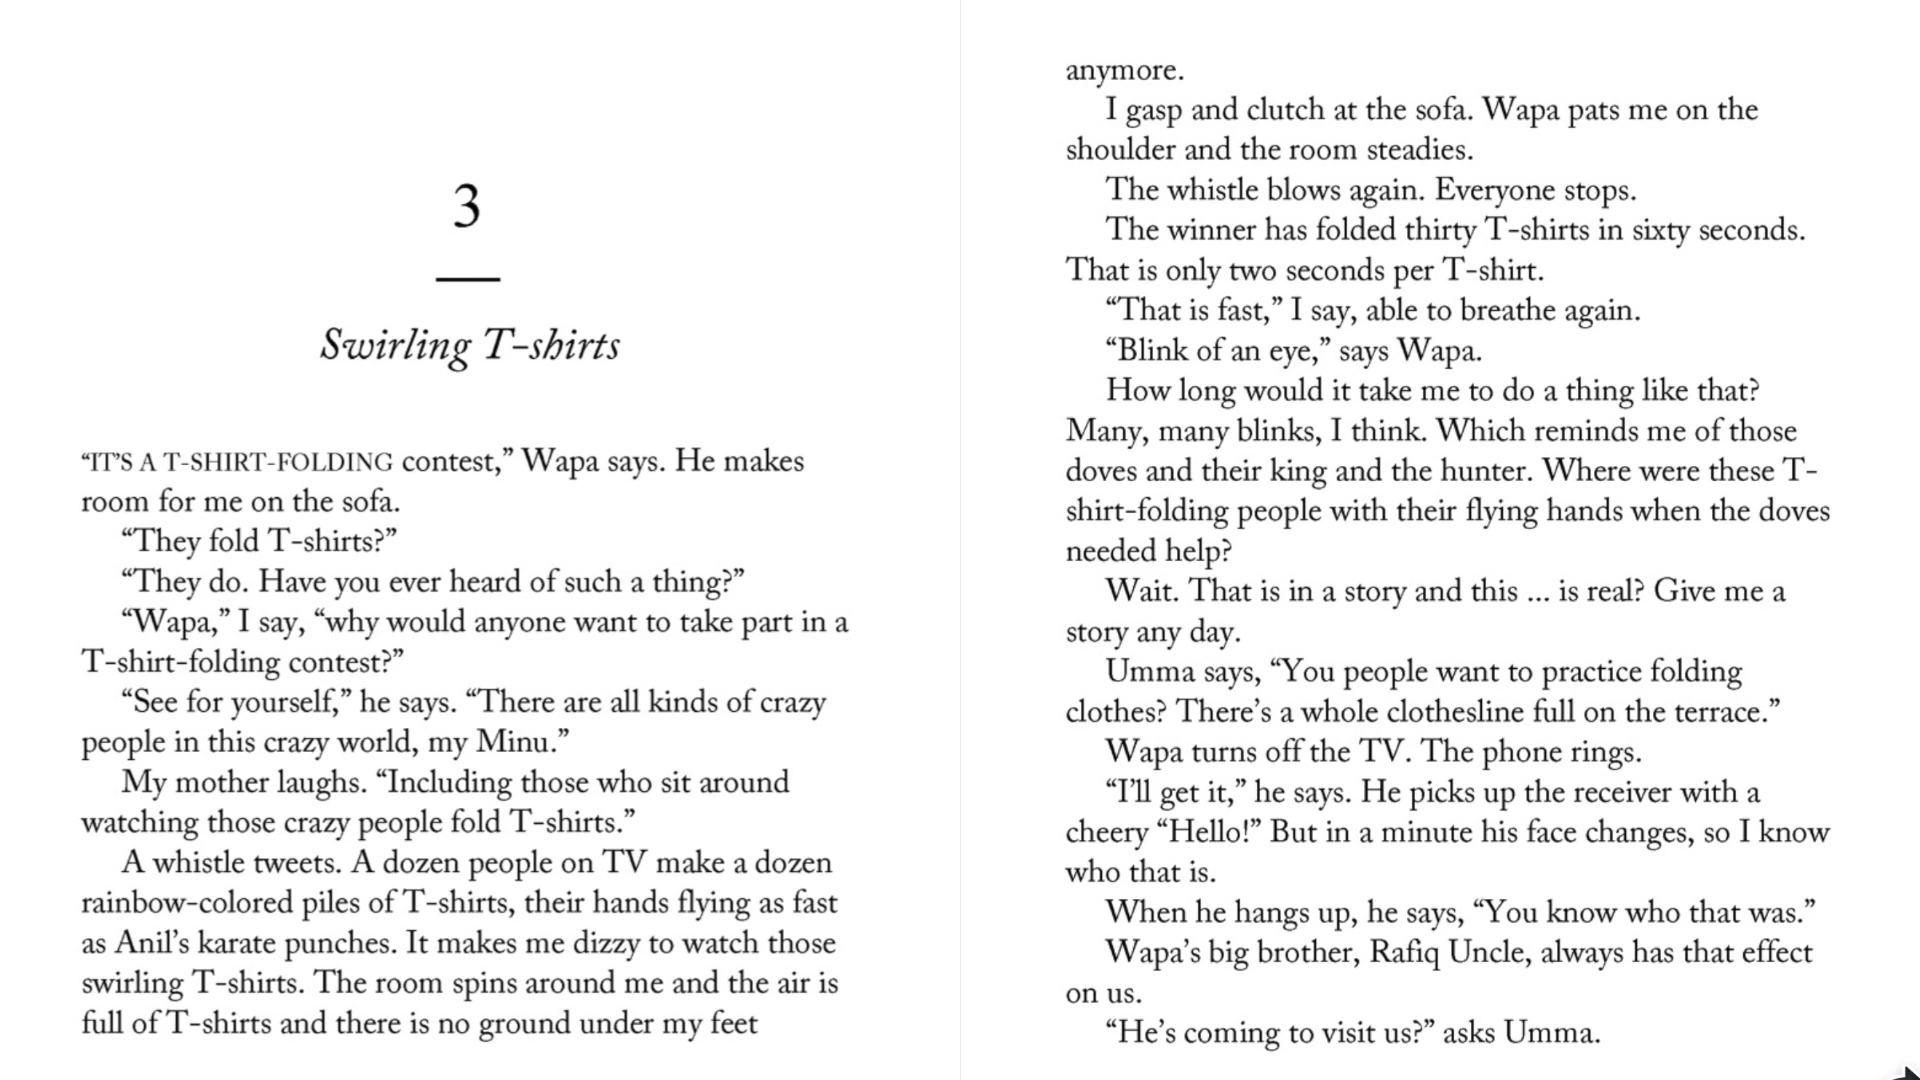 3
Swirling T-shirts
“IT’S A T-SHIRT-FOLDING contest,” Wapa says. He makes
room for me on the sofa.
“They fold T-shirts?”
“They do. Have you ever heard of such a thing?”
“Wapa,” I say, “why would anyone want to take part in a
T-shirt-folding contest?”
“See for yourself,” he says. “There are all kinds of crazy
people in this crazy world, my Minu.”
My mother laughs. “Including those who sit around
watching those crazy people fold T-shirts.”
A whistle tweets. A dozen people on TV make a dozen
rainbow-colored piles of T-shirts, their hands flying as fast
as Anil’s karate punches. It makes me dizzy to watch those
swirling T-shirts. The room spins around me and the air is
full of T-shirts and there is no ground under my feet
anymore.
I gasp and clutch at the sofa. Wapa pats me on the
shoulder and the room steadies.
The whistle blows again. Everyone stops.
The winner has folded thirty T-shirts in sixty seconds.
That is only two seconds per T-shirt.
“That is fast,” I say, able to breathe again.
“Blink of an eye,” says Wapa.
How long would it take me to do a thing like that?
Many, many blinks, I think. Which reminds me of those
doves and their king and the hunter. Where were these T-
shirt-folding people with their flying hands when the doves
needed help?
Wait. That is in a story and this ... is real? Give me a
story any day.
Umma says, “You people want to practice folding
clothes? There’s a whole clothesline full on the terrace.”
Wapa turns off the TV. The phone rings.
“I’ll get it,” he says. He picks up the receiver with a
cheery “Hello!” But in a minute his face changes, so I know
who that is.
When he hangs up, he says, “You know who that was.”
Wapa’s big brother, Rafiq Uncle, always has that effect
on us.
“He’s coming to visit us?” asks Umma.